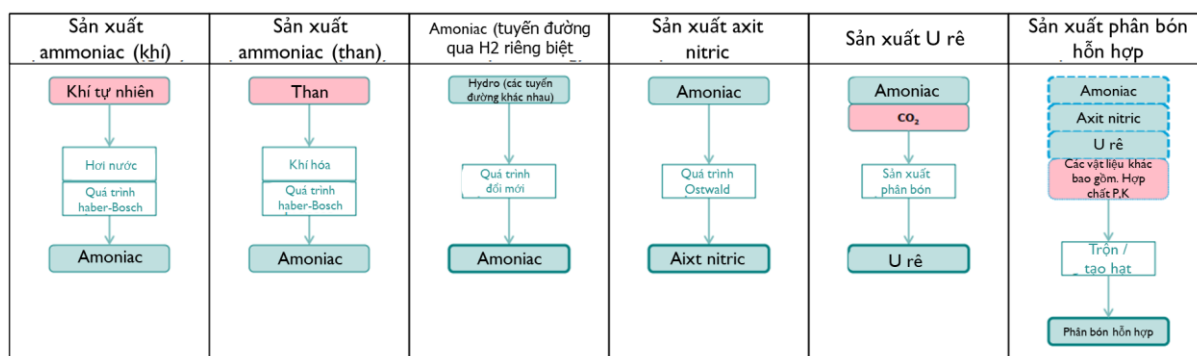 Sản xuất
ammoniac (khí)
Sản xuất
ammoniac (than)
Amoniac (tuyến đường
qua H2 riêng biệt
Sản xuất axit
nitric
Sản xuất U rê
Sản xuất phân bón
hỗn hợp
Khí tự nhiên
Hơi nước
Quá trình
haber-Bosch
Amoniac
Than
Khí hóa
Quá trình
haber-Bosch
Amoniac
Hydro (các tuyến
đường khác nhau)
Quá trình
đổi mới
Amoniac
Amoniac
Quá trình
Ostwald
Aixt nitric
Amoniac
CO₂
Sản xuất
phân bón
U rê
Amoniac
Axit nitric
U rê
Các vật liệu khác
bao gồm. Hợp
chất P,K
Trộn /
tạo hạt
Phân bón hỗn hợp